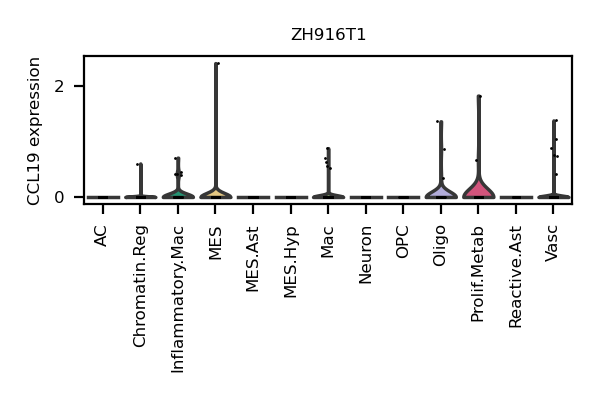 ZH916T1
CCL19 expression
2
0
AC
Chromatin.Reg
Inflammatory.Mac
MES
MES.Ast
MES.Hyp
Mac
Neuron
OPC
Oligo
Prolif.Metab
Reactive.Ast
Vasc